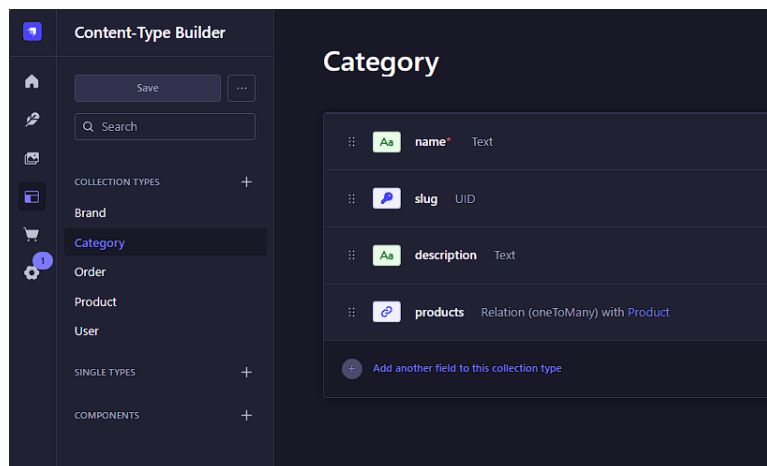 Content-Type Builder
Save
...
Search
COLLECTION TYPES
Brand
Category
Order
Product
User
SINGLE TYPES
COMPONENTS
1
Category
Aa name* Text
slug UID
Aa description Text
products Relation (oneToMany) with Product
+ Add another field to this collection type